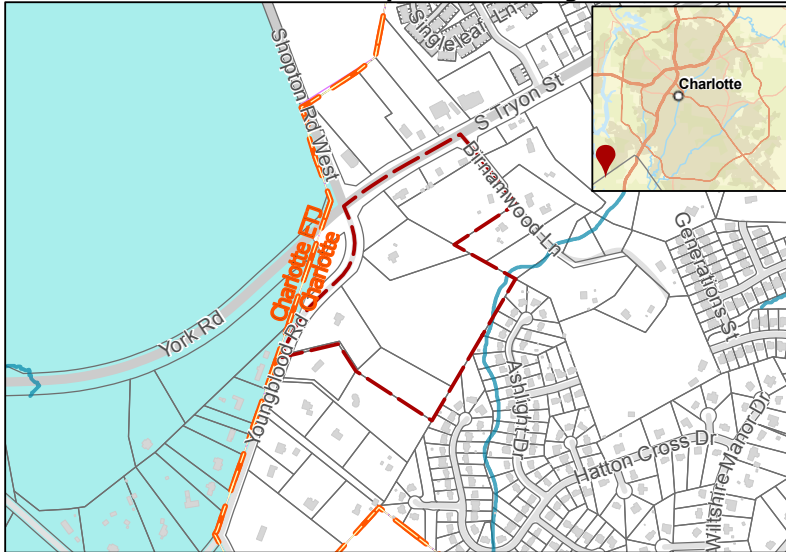 Singleleaf Ln
Shopton Rd West
S Tryon St
Charlotte
Birnamwood Ln
Charlotte ETJ
Charlotte
Generations St
York Rd
Youngblood Rd
Ashlight Dr
Hatton Cross Dr
Wiltshire Manor Dr